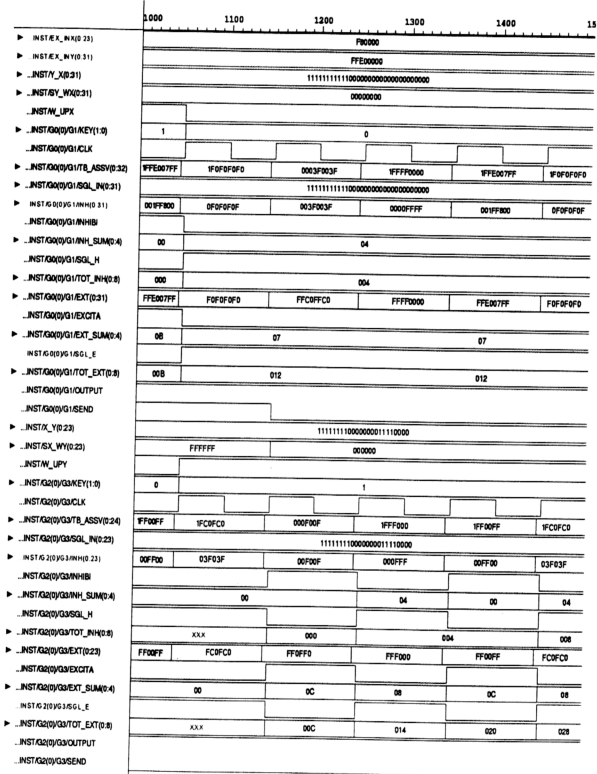 1000 1100 1200 1300 1400 15
INST/EX_INX(0:23) F80000
INST/EX_INY(0:31) FFE00000
...INST/Y_X(0:31)
...INST/SY_WX(0:31) 00000000
...INST/W_UPX
...INST/G0(0)/G1/KEY(1:0) 1 0
...INST/G0(0)/G1/CLK
...INST/G0(0)/G1/TB_ASSV(0:32) 1FFE007FF 1F0F0F0F0 0003F003F 1FFFF0000 1FFE007FF 1F0F0F0F0
...INST/G0(0)/G1/SGL_IN(0:31)
INST/G0(0)/G1/INH(0:31) 001FF800 0F0F0F0F 003F003F 0000FFFF 001FF800 0F0F0F0F
...INST/G0(0)/G1/INHIBI
...INST/G0(0)/G1/INH_SUM(0:4) 00 04
...INST/G0(0)/G1/SGL_H
...INST/G0(0)/G1/TOT_INH(0:8) 000 004
...INST/G0(0)/G1/EXT(0:31) FFE007FF F0F0F0F0 FFC0FFC0 FFFF0000 FFE007FF F0F0F0F0
...INST/G0(0)/G1/EXCITA
...INST/G0(0)/G1/EXT_SUM(0:4) 0B 07 07
INST/G0(0)/G1/SGL_E
...INST/G0(0)/G1/TOT_EXT(0:8) 00B 012 012
...INST/G0(0)/G1/OUTPUT
...INST/G0(0)/G1/SEND
...INST/X_Y(0:23) 111111111000000011110000
...INST/SX_WY(0:23) FFFFFF 000000
...INST/W_UPY
...INST/G2(0)/G3/KEY(1:0) 0 1
...INST/G2(0)/G3/CLK
...INST/G2(0)/G3/TB_ASSV(0:24) 1FF00FF 1FC0FC0 000F00F 1FFF000 1FF00FF 1FC0FC0
...INST/G2(0)/G3/SGL_IN(0:23) 111111111000000011110000
INST/G2(0)/G3/INH(0:23) 00FF00 03F03F 00F00F 000FFF 00FF00 03F03F
...INST/G2(0)/G3/INHIBI
...INST/G2(0)/G3/INH_SUM(0:4) 00 04 00 04
...INST/G2(0)/G3/SGL_H
...INST/G2(0)/G3/TOT_INH(0:8) XXX 000 004 008
...INST/G2(0)/G3/EXT(0:23) FF00FF FC0FC0 FF0FF0 FFF000 FF00FF FC0FC0
...INST/G2(0)/G3/EXCITA
...INST/G2(0)/G3/EXT_SUM(0:4) 00 0C 08 0C 08
INST/G2(0)/G3/SGL_E
...INST/G2(0)/G3/TOT_EXT(0:8) XXX 00C 014 020 028
...INST/G2(0)/G3/OUTPUT
...INST/G2(0)/G3/SEND